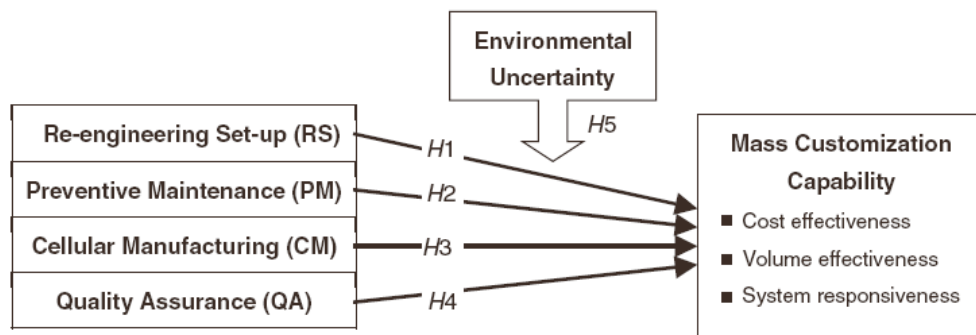 Environmental
Uncertainty
H5
Re-engineering Set-up (RS)
H1
Preventive Maintenance (PM)
H2
Cellular Manufacturing (CM)
H3
Quality Assurance (QA)
H4
Mass Customization
Capability
■ Cost effectiveness
■ Volume effectiveness
■ System responsiveness